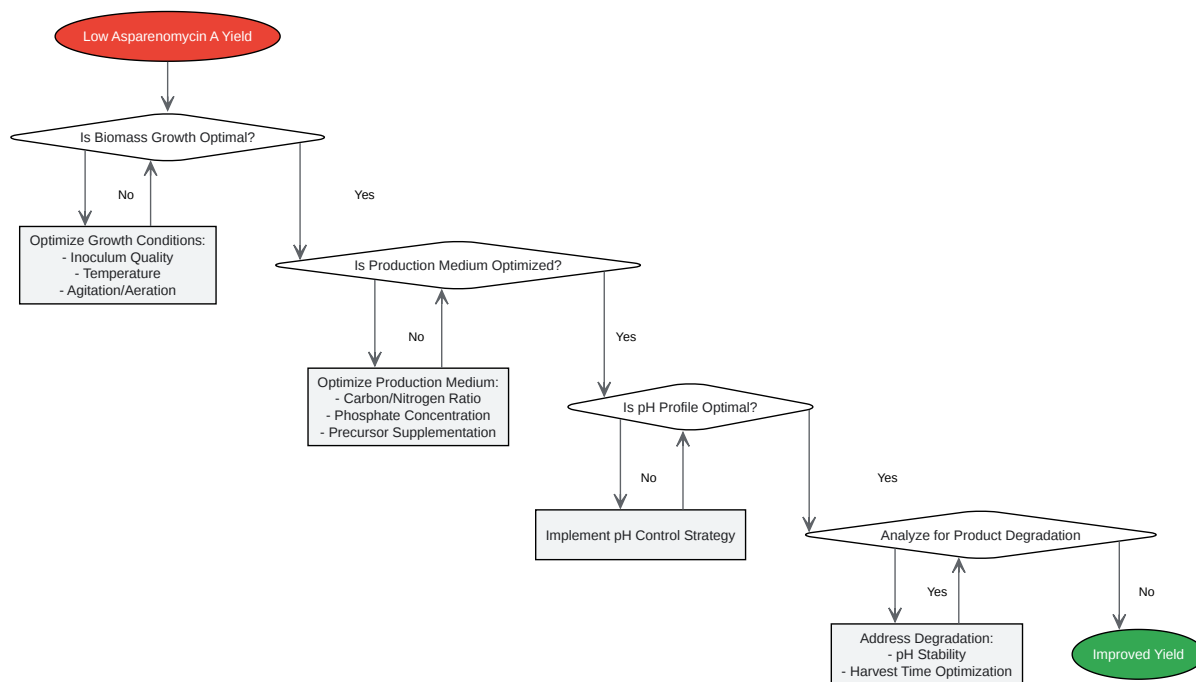 Low Asparenomycin A Yield
Is Biomass Growth Optimal?
No
Yes
Optimize Growth Conditions:
- Inoculum Quality
- Temperature
- Agitation/Aeration
Is Production Medium Optimized?
No
Yes
Optimize Production Medium:
- Carbon/Nitrogen Ratio
- Phosphate Concentration
- Precursor Supplementation
Is pH Profile Optimal?
No
Yes
Implement pH Control Strategy
Analyze for Product Degradation
Yes
No
Address Degradation:
- pH Stability
- Harvest Time Optimization
Improved Yield